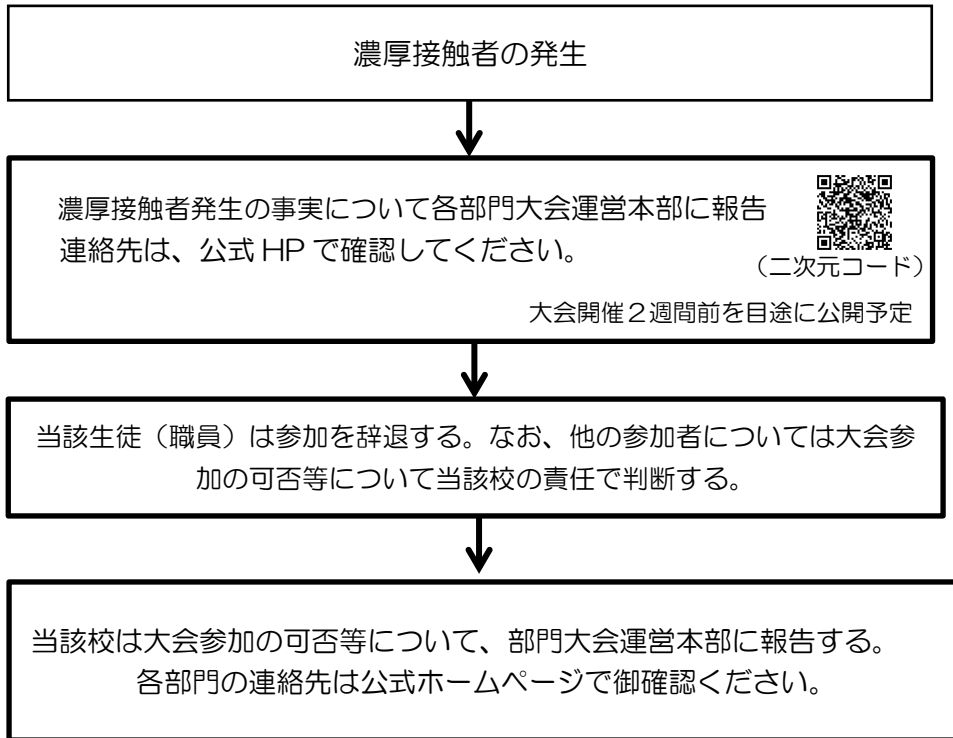 濃厚接触者の発生
濃厚接触者発生の事実について各部門大会運営本部に報告
連絡先は、公式 HP で確認してください。
（二次元コード）
大会開催２週間前を目途に公開予定
当該生徒（職員）は参加を辞退する。なお、他の参加者については大会参
加の可否等について当該校の責任で判断する。
当該校は大会参加の可否等について、部門大会運営本部に報告する。
各部門の連絡先は公式ホームページで御確認ください。